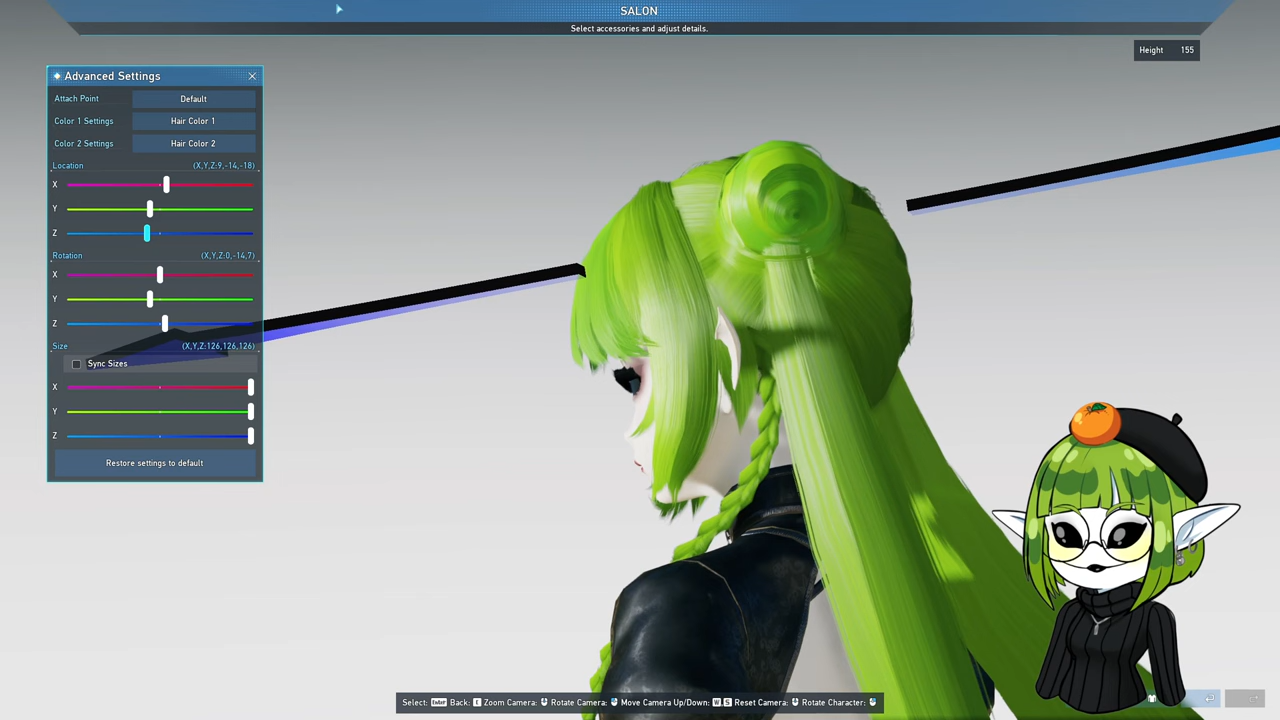 SALON
Select accessories and adjust details.
Height 155
Advanced Settings
Attach Point Default
Color 1 Settings Hair Color 1
Color 2 Settings Hair Color 2
Location (X,Y,Z:9,-14,-18)
X
Y
Z
Rotation (X,Y,Z:0,-14,7)
X
Y
Z
Size (X,Y,Z:126,126,126)
Sync Sizes
X
Y
Z
Restore settings to default
Select: Enter Back: E Zoom Camera: Rotate Camera: Move Camera Up/Down: W,S Reset Camera: Rotate Character: